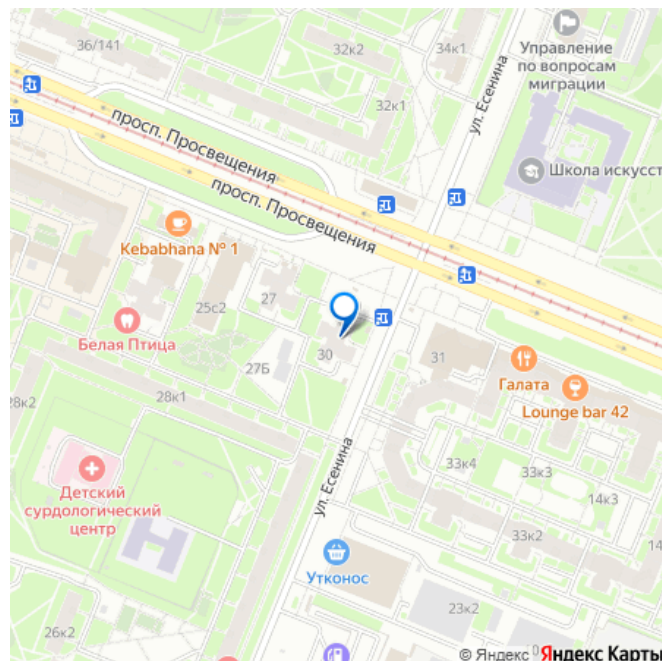 36/141
32к2
34к1
Управление
по вопросам
миграции
32к1
ул. Есенина
просп. Просвещения
просп. Просвещения
Школа искусст
Kebabhana № 1
25с2
27
Белая Птица
27Б
30
31
Галата
Lounge bar 42
28к2
28к1
ул. Есенина
33к4
33к3
14к3
Детский
сурдологический
центр
33к2
14
Утконос
23к2
26к2
© Яндекс
Яндекс Карты